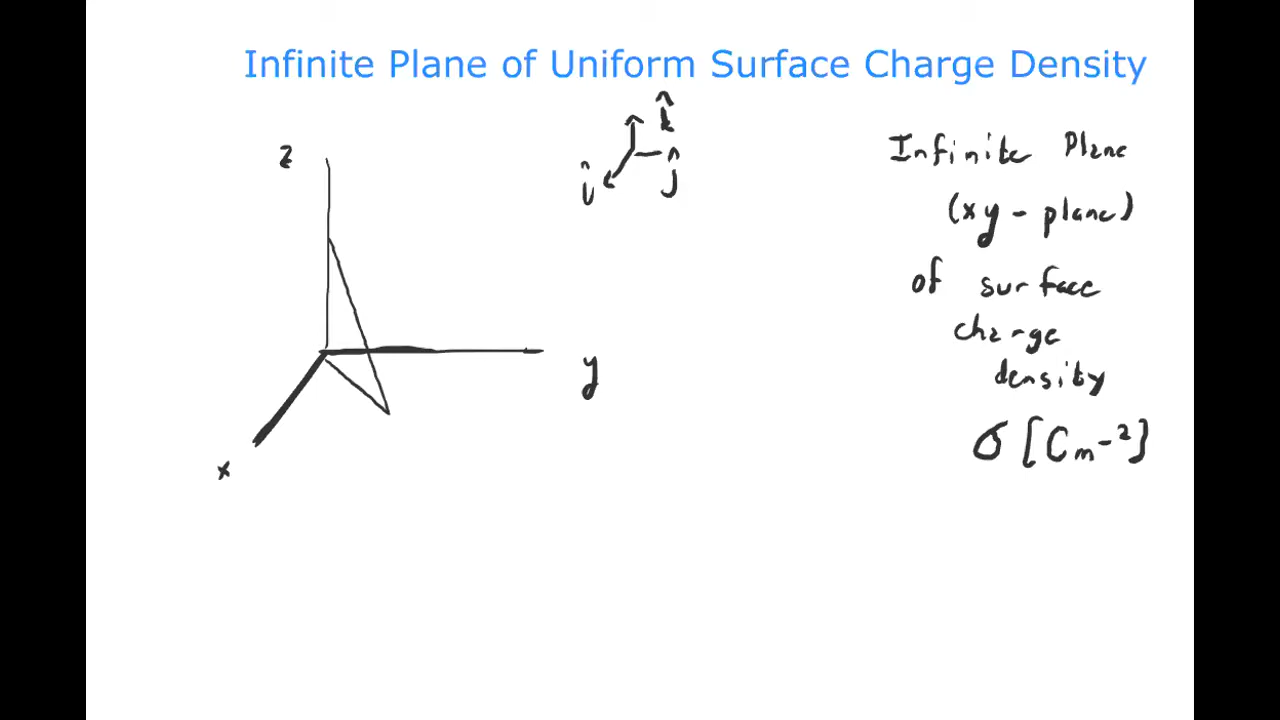 Infinite Plane of Uniform Surface Charge Density
z
k̂
î
ĵ
y
x
Infinite Plane
(xy - plane)
of surface
charge
density
σ [Cm-²]